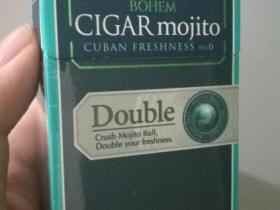 BOHEM
CIGAR mojito
CUBAN FRESHNESS No.6
Double
Crush Mojito Ball,
Double your freshness.